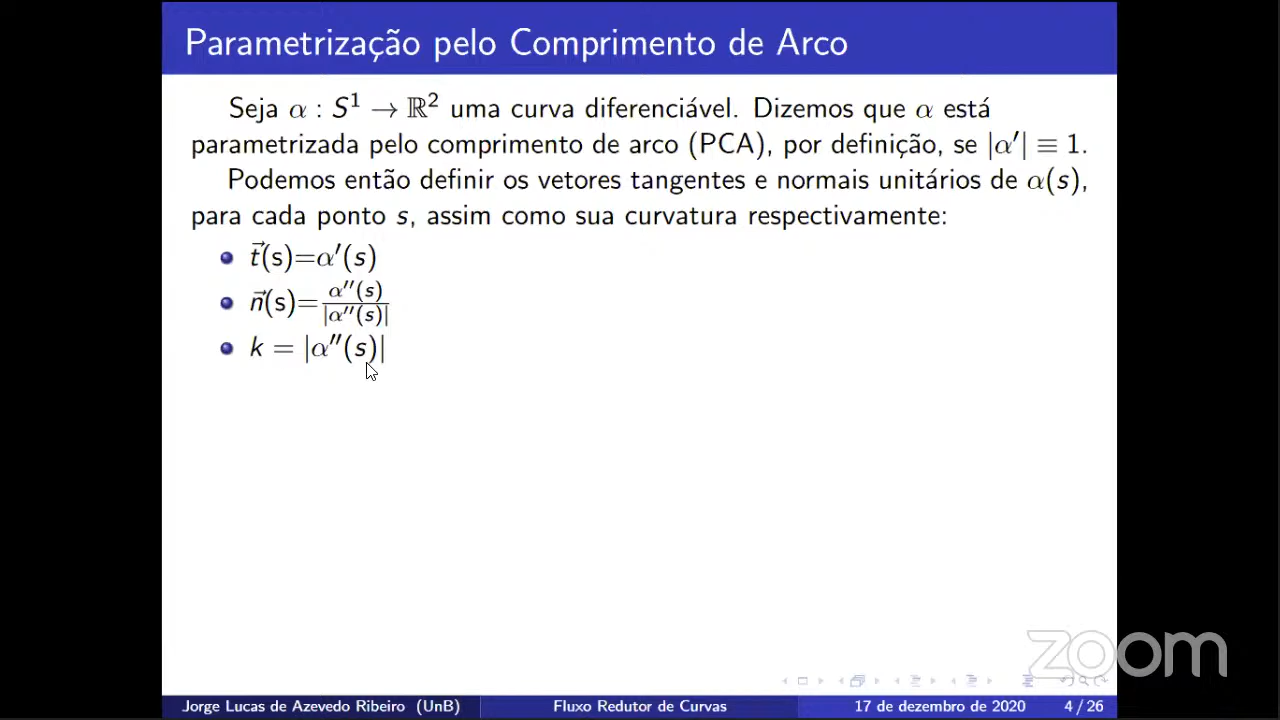 Parametrização pelo Comprimento de Arco
Seja α : S¹ → ℝ² uma curva diferenciável. Dizemos que α está
parametrizada pelo comprimento de arco (PCA), por definição, se |α′| ≡ 1.
Podemos então definir os vetores tangentes e normais unitários de α(s),
para cada ponto s, assim como sua curvatura respectivamente:
t⃗(s)=α′(s)
n⃗(s)=α′′(s)/|α′′(s)|
k = |α′′(s)|
zoom
Jorge Lucas de Azevedo Ribeiro (UnB) Fluxo Redutor de Curvas 17 de dezembro de 2020 4 / 26